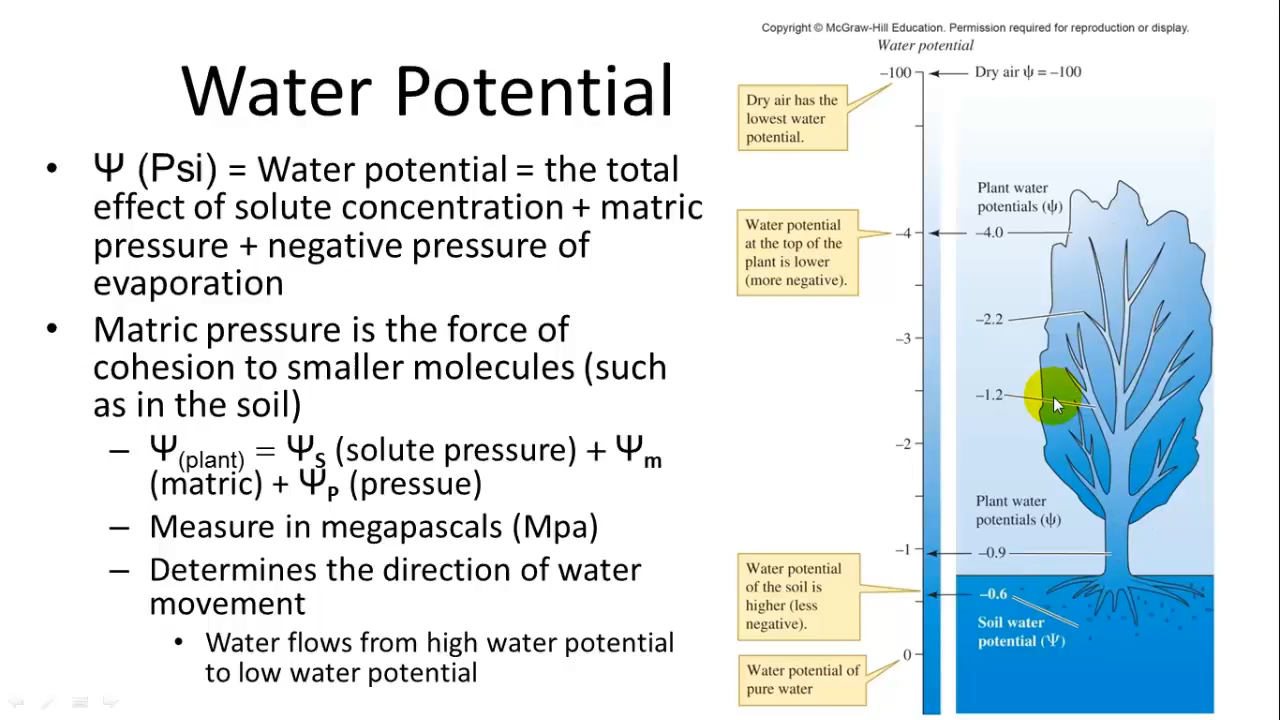 Water Potential
• Ψ (Psi) = Water potential = the total
effect of solute concentration + matric
pressure + negative pressure of
evaporation
• Matric pressure is the force of
cohesion to smaller molecules (such
as in the soil)
– Ψ(plant) = ΨS (solute pressure) + Ψm
(matric) + ΨP (pressue)
– Measure in megapascals (Mpa)
– Determines the direction of water
movement
• Water flows from high water potential
to low water potential
Copyright © McGraw-Hill Education. Permission required for reproduction or display.
Water potential
–100
Dry air ψ = –100
Dry air has the
lowest water
potential.
Plant water
potentials (ψ)
Water potential
at the top of the
plant is lower
(more negative).
–4
–4.0
–2.2
–3
–1.2
–2
Plant water
potentials (ψ)
–1
–0.9
Water potential
of the soil is
higher (less
negative).
–0.6
Soil water
potential (Ψ)
0
Water potential of
pure water